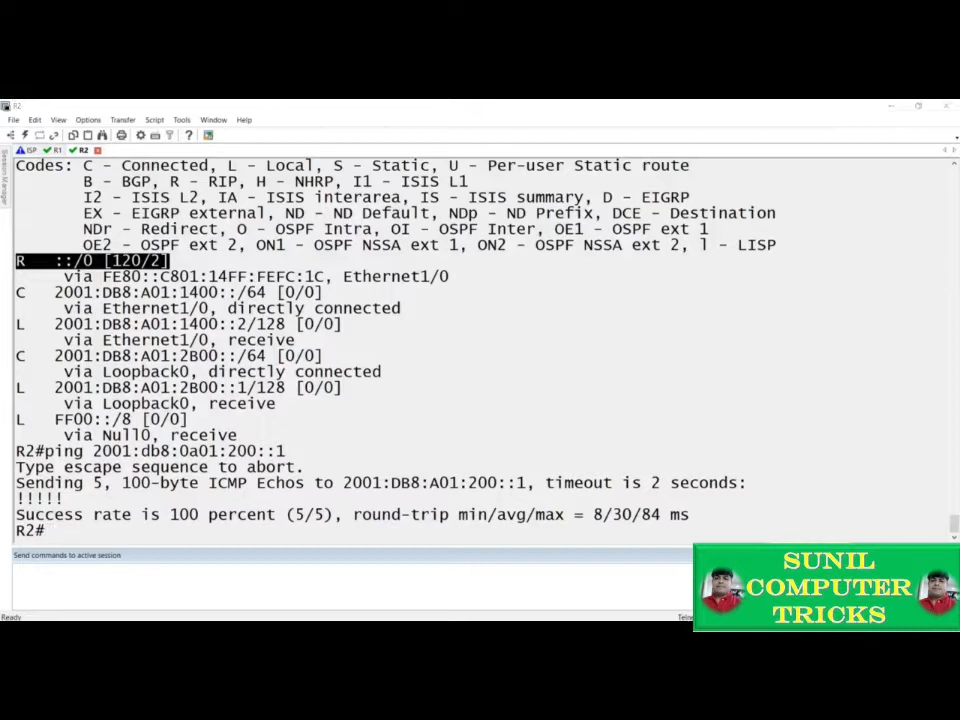 R2
File Edit View Options Transfer Script Tools Window Help
ISP R1 R2
Session Manager
Codes: C - Connected, L - Local, S - Static, U - Per-user Static route
B - BGP, R - RIP, H - NHRP, I1 - ISIS L1
I2 - ISIS L2, IA - ISIS interarea, IS - ISIS summary, D - EIGRP
EX - EIGRP external, ND - ND Default, NDp - ND Prefix, DCE - Destination
NDr - Redirect, O - OSPF Intra, OI - OSPF Inter, OE1 - OSPF ext 1
OE2 - OSPF ext 2, ON1 - OSPF NSSA ext 1, ON2 - OSPF NSSA ext 2, l - LISP
R ::/0 [120/2]
via FE80::C801:14FF:FEFC:1C, Ethernet1/0
C 2001:DB8:A01:1400::/64 [0/0]
via Ethernet1/0, directly connected
L 2001:DB8:A01:1400::2/128 [0/0]
via Ethernet1/0, receive
C 2001:DB8:A01:2B00::/64 [0/0]
via Loopback0, directly connected
L 2001:DB8:A01:2B00::1/128 [0/0]
via Loopback0, receive
L FF00::/8 [0/0]
via Null0, receive
R2#ping 2001:db8:0a01:200::1
Type escape sequence to abort.
Sending 5, 100-byte ICMP Echos to 2001:DB8:A01:200::1, timeout is 2 seconds:
!!!!!
Success rate is 100 percent (5/5), round-trip min/avg/max = 8/30/84 ms
R2#
Send commands to active session
Ready
Telne
SUNIL
COMPUTER
TRICKS